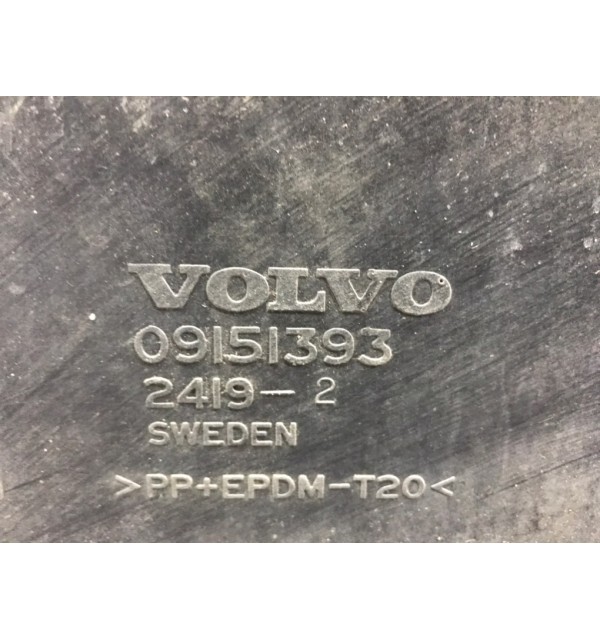 VOLVO
09151393
2419-2
SWEDEN
>PP+EPDM-T20<